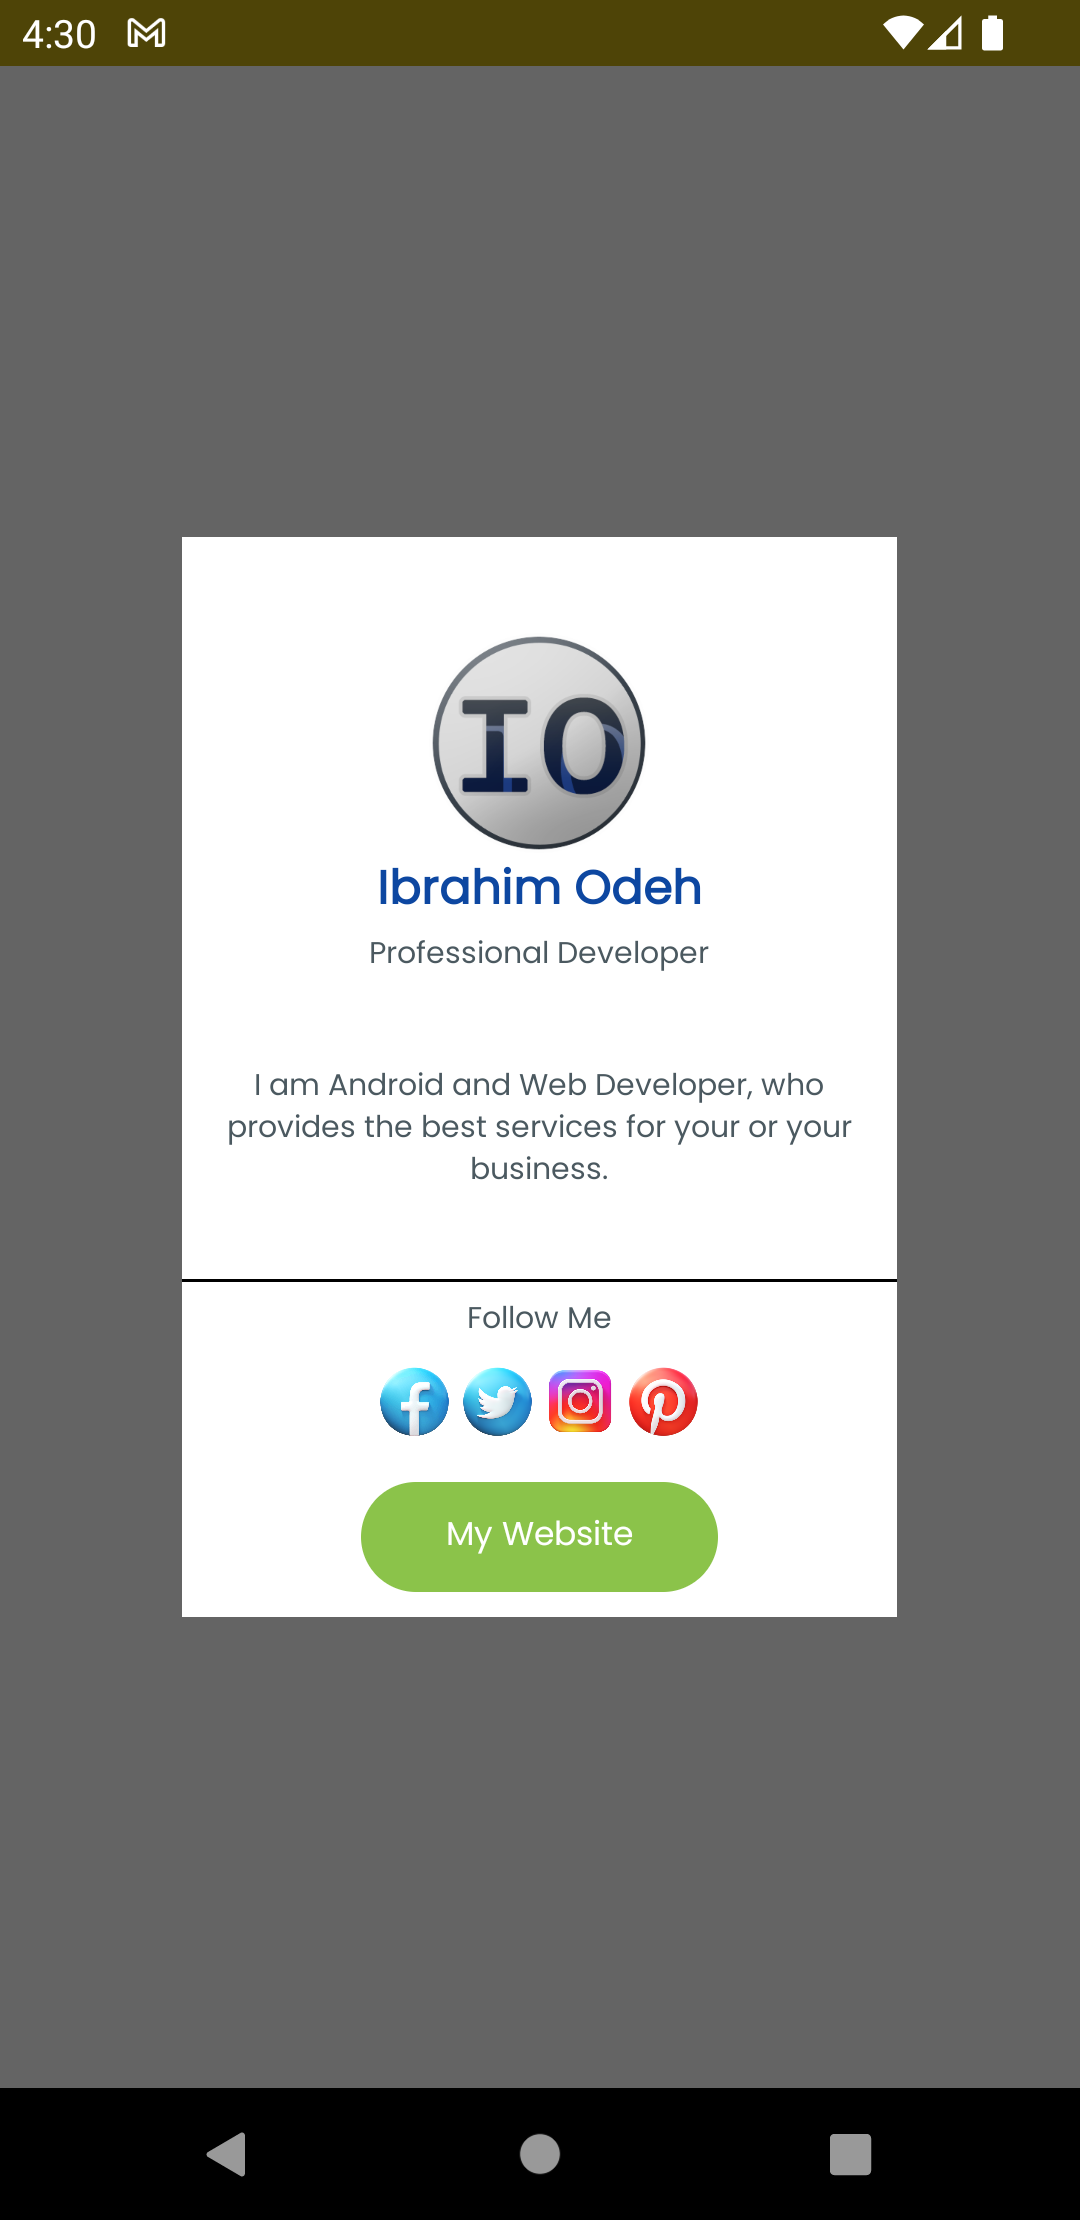 4:30
IO
Ibrahim Odeh
Professional Developer
I am Android and Web Developer, who
provides the best services for your or your
business.
Follow Me
My Website